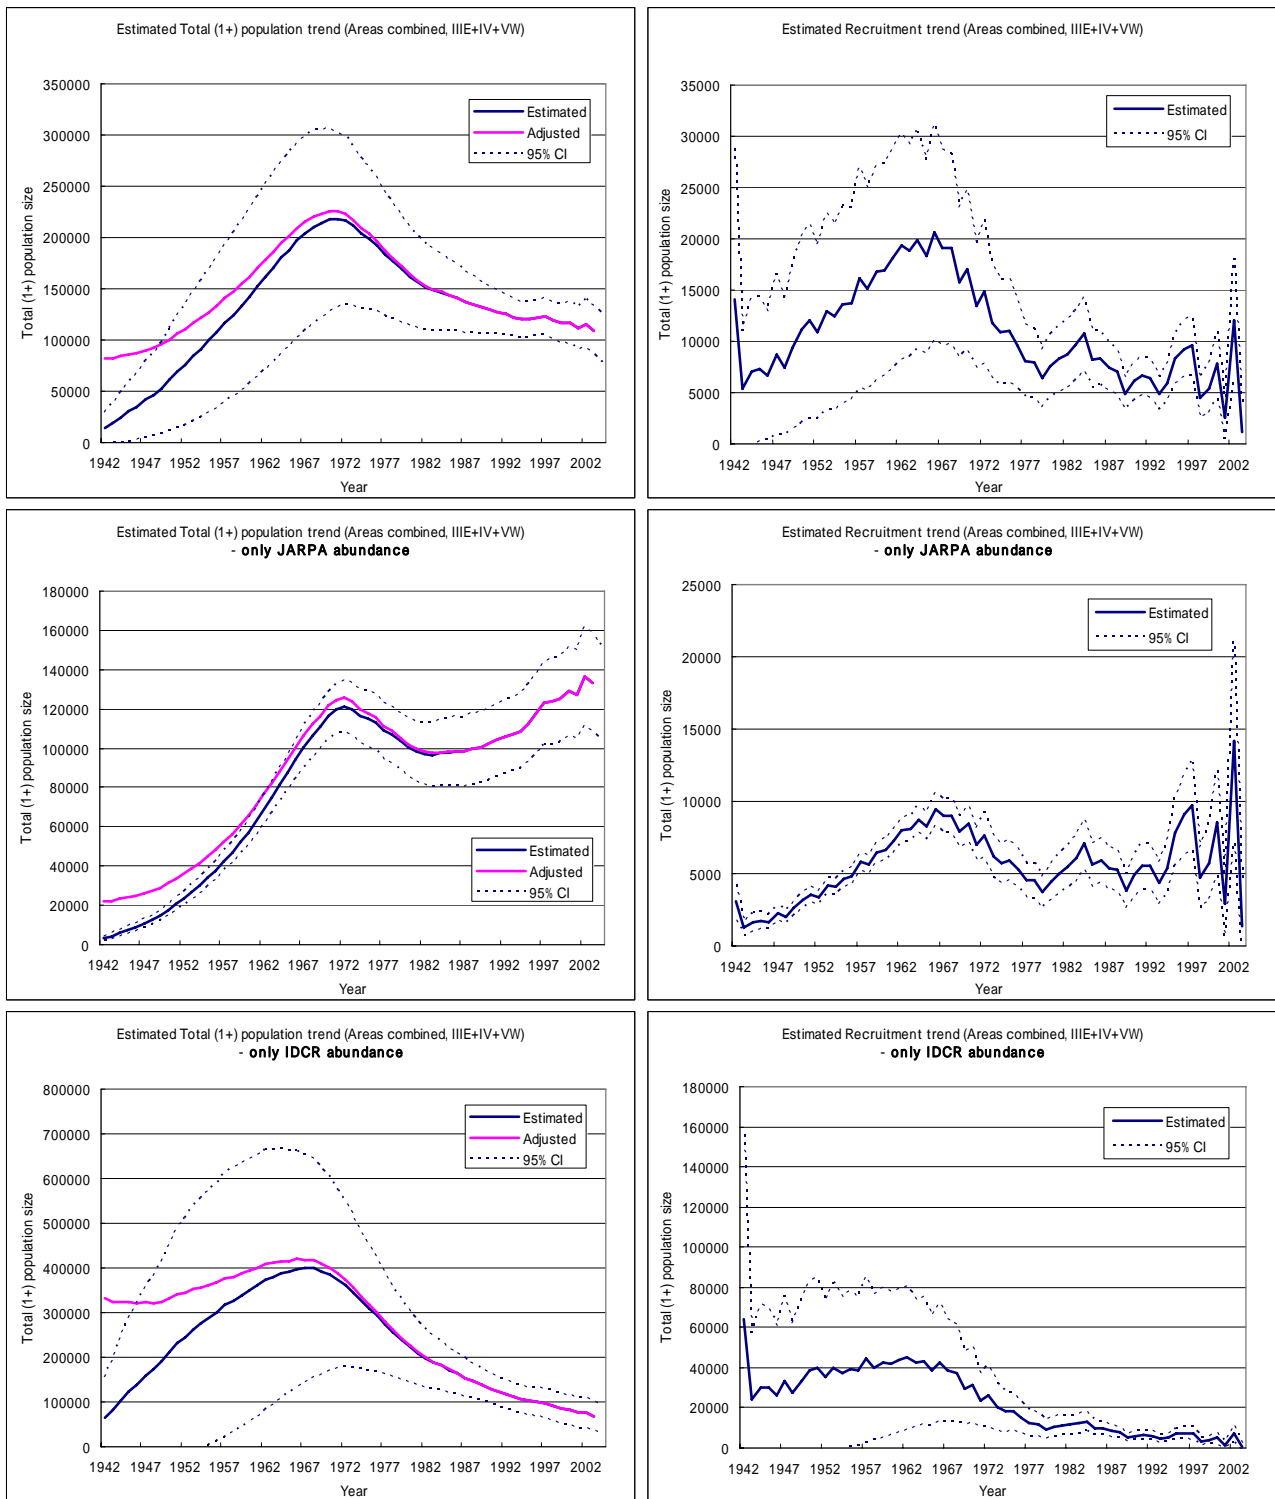 Estimated Total (1+) population trend (Areas combined, IIIE+IV+VW)
350000
300000
250000
200000
150000
100000
50000
0
Total (1+) population size
Estimated
Adjusted
95% CI
1942 1947 1952 1957 1962 1967 1972 1977 1982 1987 1992 1997 2002
Year
Estimated Recruitment trend (Areas combined, IIIE+IV+VW)
35000
30000
25000
20000
15000
10000
5000
0
Total (1+) population size
Estimated
95% CI
1942 1947 1952 1957 1962 1967 1972 1977 1982 1987 1992 1997 2002
Year
Estimated Total (1+) population trend (Areas combined, IIIE+IV+VW)
- only JARPA abundance
180000
160000
140000
120000
100000
80000
60000
40000
20000
0
Total (1+) population size
Estimated
Adjusted
95% CI
1942 1947 1952 1957 1962 1967 1972 1977 1982 1987 1992 1997 2002
Year
Estimated Recruitment trend (Areas combined, IIIE+IV+VW)
- only JARPA abundance
25000
20000
15000
10000
5000
0
Total (1+) population size
Estimated
95% CI
1942 1947 1952 1957 1962 1967 1972 1977 1982 1987 1992 1997 2002
Year
Estimated Total (1+) population trend (Areas combined, IIIE+IV+VW)
- only IDCR abundance
800000
700000
600000
500000
400000
300000
200000
100000
0
Total (1+) population size
Estimated
Adjusted
95% CI
1942 1947 1952 1957 1962 1967 1972 1977 1982 1987 1992 1997 2002
Year
Estimated Recruitment trend (Areas combined, IIIE+IV+VW)
- only IDCR abundance
180000
160000
140000
120000
100000
80000
60000
40000
20000
0
Total (1+) population size
Estimated
95% CI
1942 1947 1952 1957 1962 1967 1972 1977 1982 1987 1992 1997 2002
Year